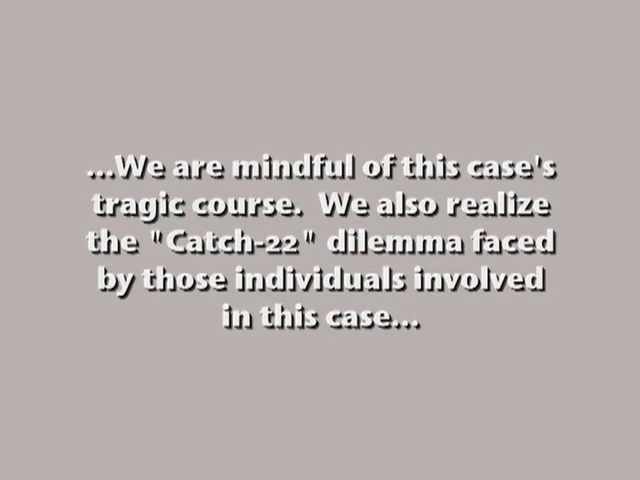 ...We are mindful of this case's
tragic course.  We also realize
the "Catch-22" dilemma faced
by those individuals involved
in this case...